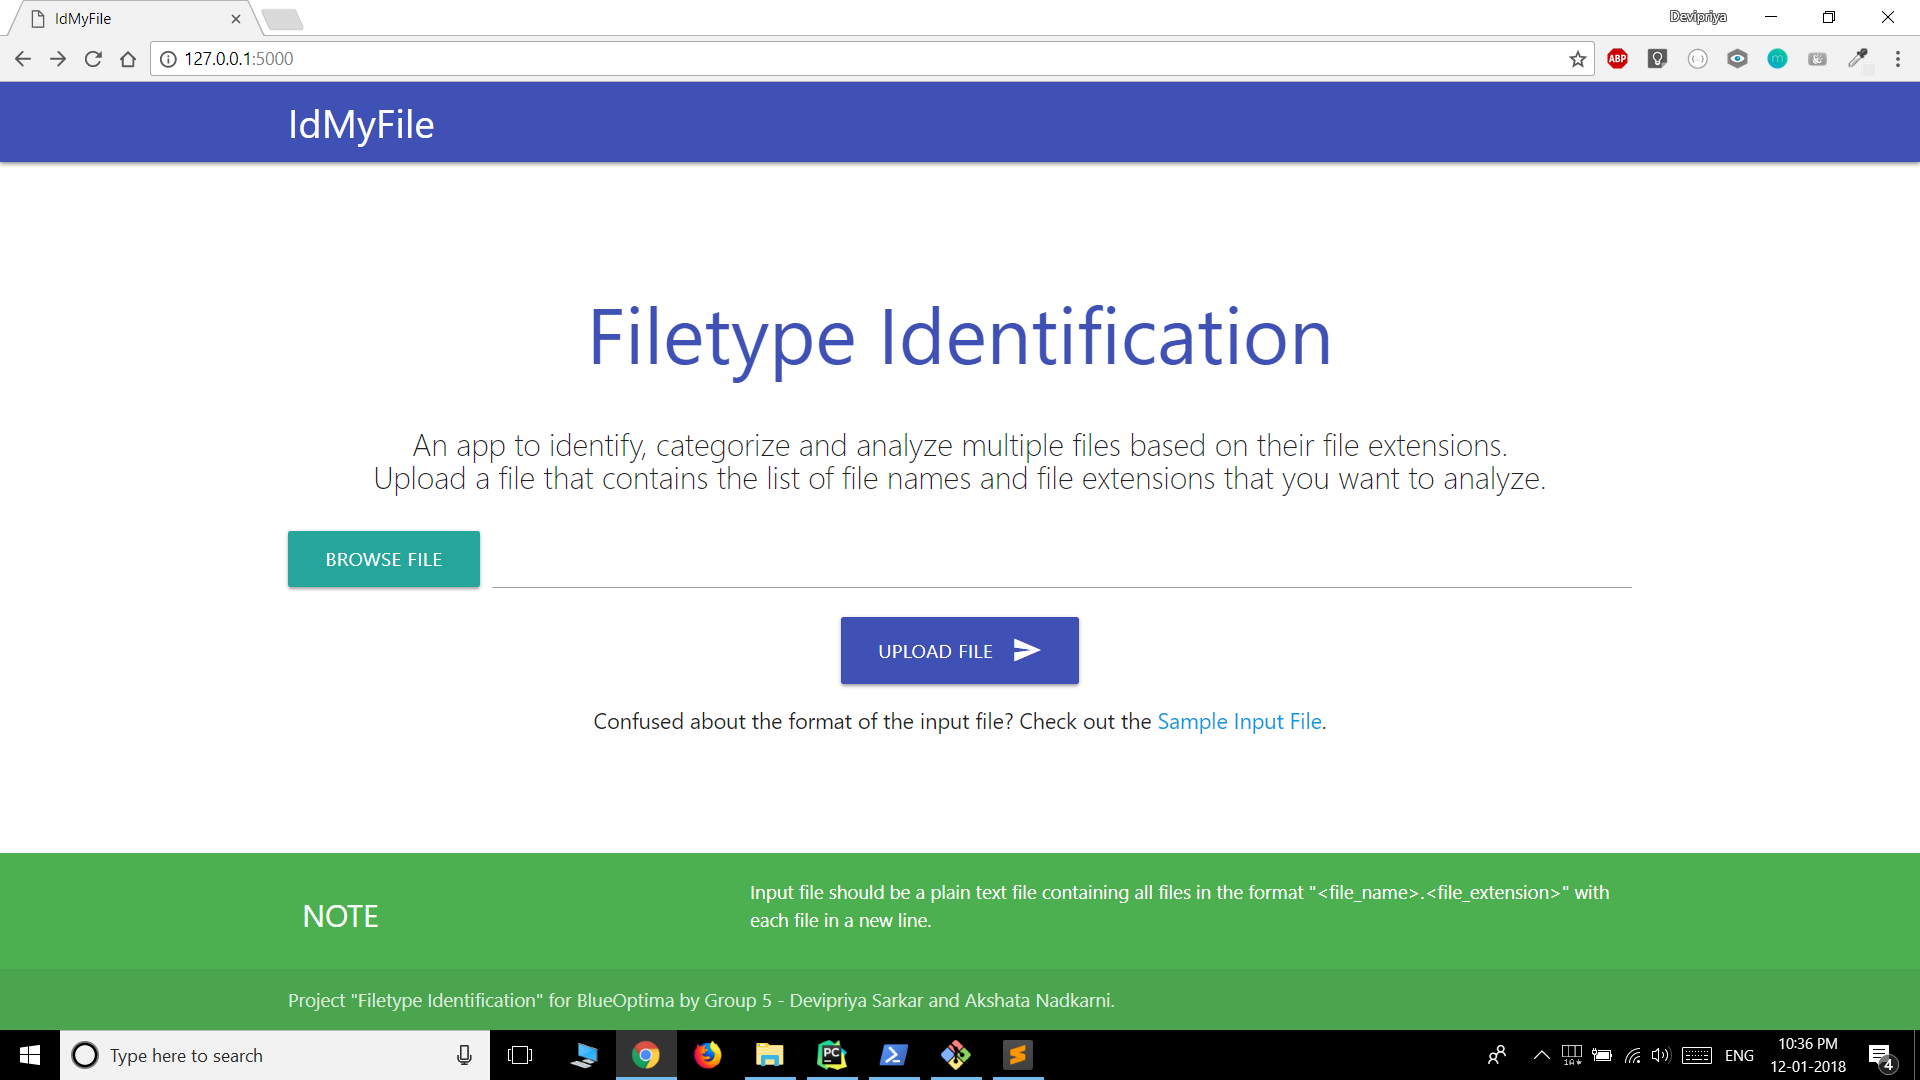 IdMyFile
Devipriya
127.0.0.1:5000
ABP
m
IdMyFile
Filetype Identification
An app to identify, categorize and analyze multiple files based on their file extensions.
Upload a file that contains the list of file names and file extensions that you want to analyze.
BROWSE FILE
UPLOAD FILE
Confused about the format of the input file? Check out the Sample Input File.
NOTE
Input file should be a plain text file containing all files in the format "<file_name>.<file_extension>" with
each file in a new line.
Project "Filetype Identification" for BlueOptima by Group 5 - Devipriya Sarkar and Akshata Nadkarni.
Type here to search
PC
ENG
10:36 PM
12-01-2018
4